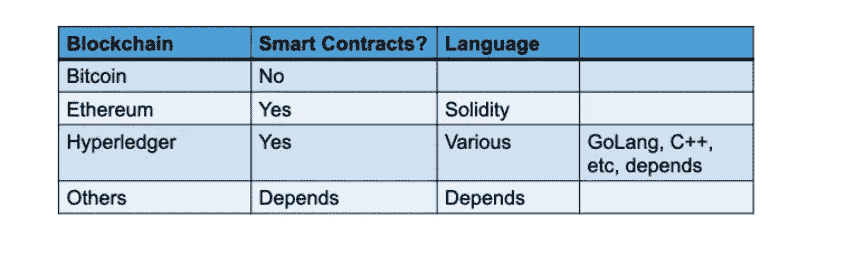 Blockchain Smart Contracts? Language
Bitcoin No
Ethereum Yes Solidity
Hyperledger Yes Various GoLang, C++,
etc, depends
Others Depends Depends